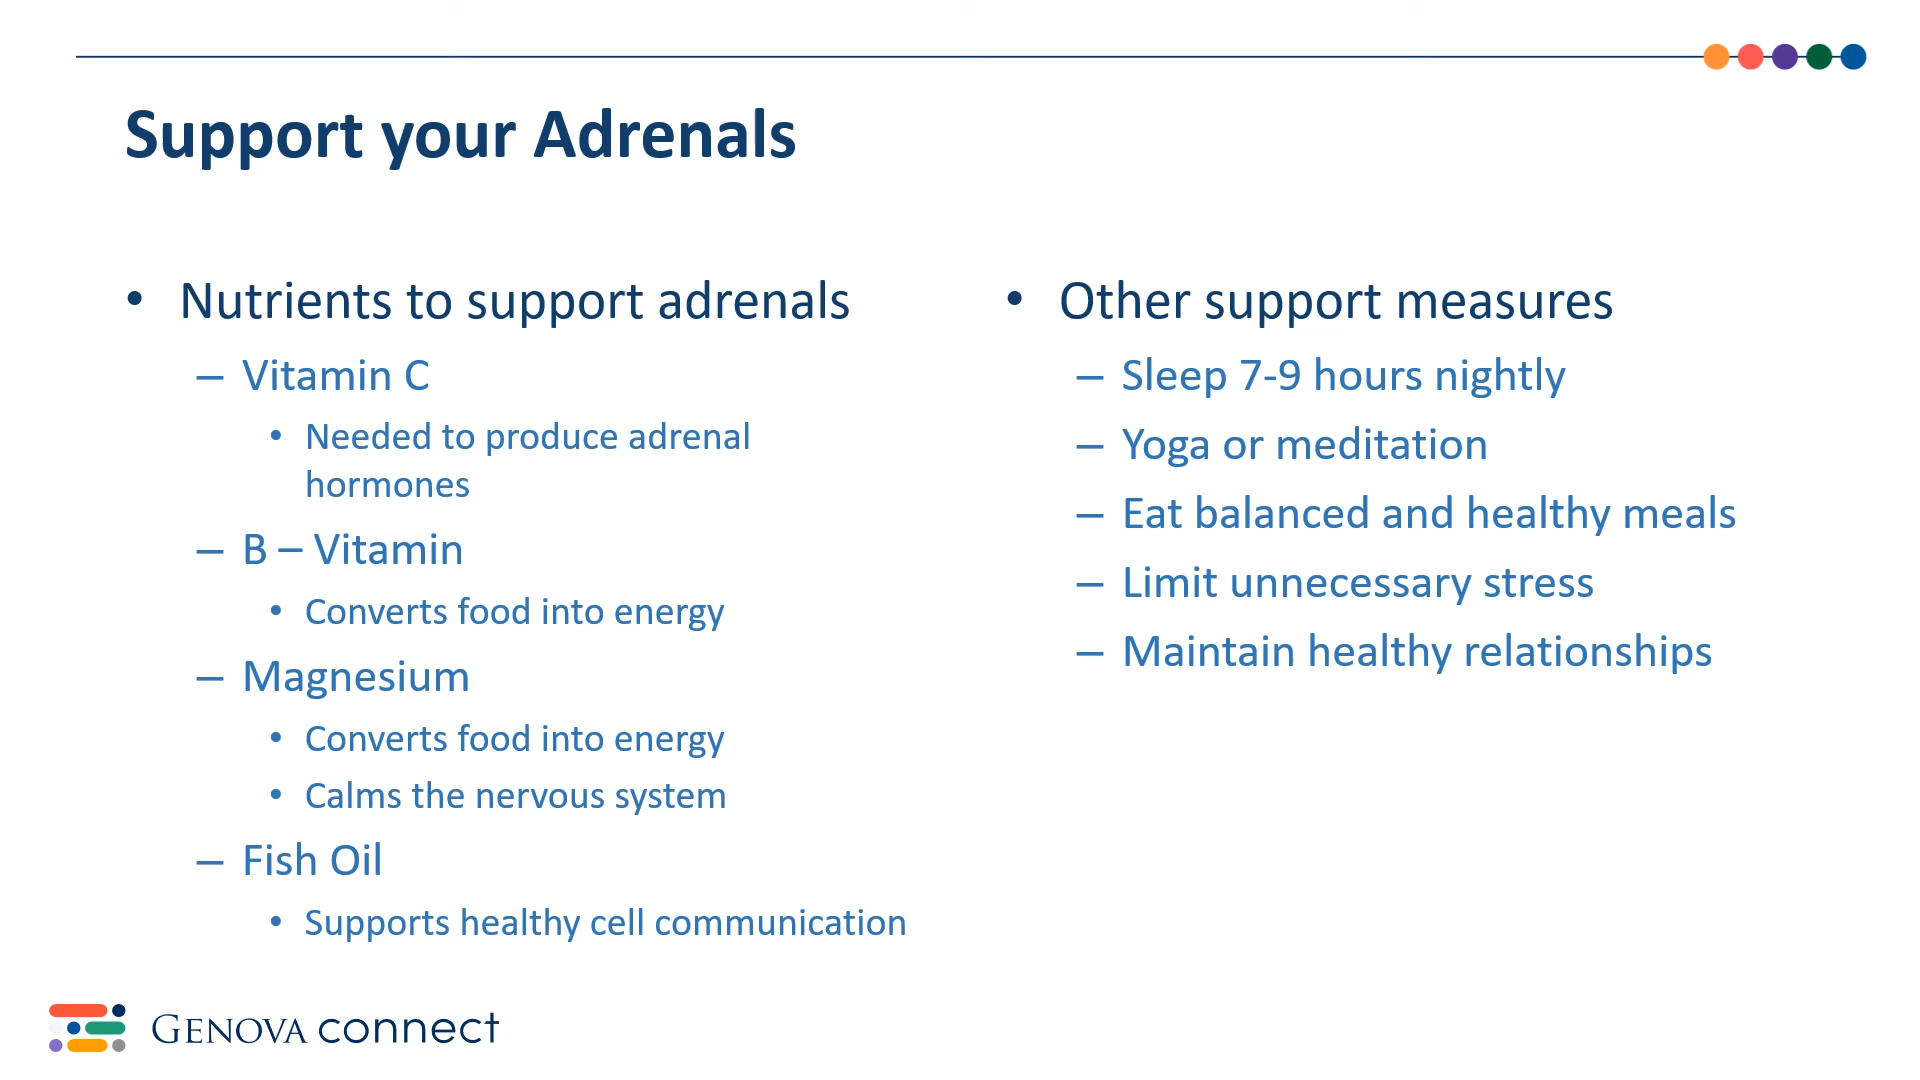 Support your Adrenals
• Nutrients to support adrenals
– Vitamin C
• Needed to produce adrenal
hormones
– B – Vitamin
• Converts food into energy
– Magnesium
• Converts food into energy
• Calms the nervous system
– Fish Oil
• Supports healthy cell communication
• Other support measures
– Sleep 7-9 hours nightly
– Yoga or meditation
– Eat balanced and healthy meals
– Limit unnecessary stress
– Maintain healthy relationships
GENOVA connect